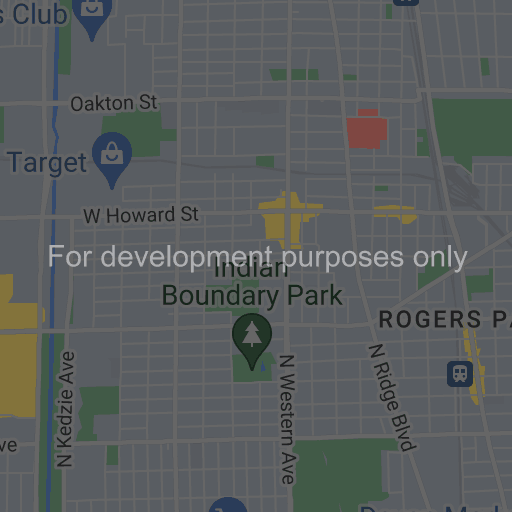 s Club
Oakton St
Target
W Howard St
For development purposes only
Indian
Boundary Park
ROGERS PA
N Kedzie Ave
N Western Ave
N Ridge Blvd
ve